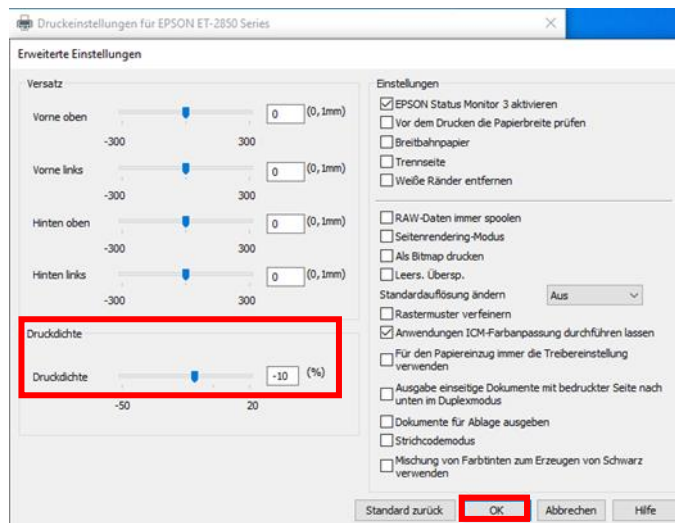 Druckeinstellungen für EPSON ET-2850 Series
Erweiterte Einstellungen
Versatz
Vorne oben
0
(0,1mm)
-300
300
Vorne links
0
(0,1mm)
-300
300
Hinten oben
0
(0,1mm)
-300
300
Hinten links
0
(0,1mm)
-300
300
Druckdichte
Druckdichte
-10
(%)
-50
20
Einstellungen
EPSON Status Monitor 3 aktivieren
Vor dem Drucken die Papierbreite prüfen
Breitbahnpapier
Trennseite
Weiße Ränder entfernen
RAW-Daten immer spoolen
Seitenrendering-Modus
Als Bitmap drucken
Leers. Übersp.
Standardauflösung ändern
Aus
Rastermuster verfeinern
Anwendungen ICM-Farbanpassung durchführen lassen
Für den Papiereinzug immer die Treibereinstellung
verwenden
Ausgabe einseitige Dokumente mit bedruckter Seite nach
unten im Duplexmodus
Dokumente für Ablage ausgeben
Strichcodemodus
Mischung von Farbtinten zum Erzeugen von Schwarz
verwenden
Standard zurück
OK
Abbrechen
Hilfe